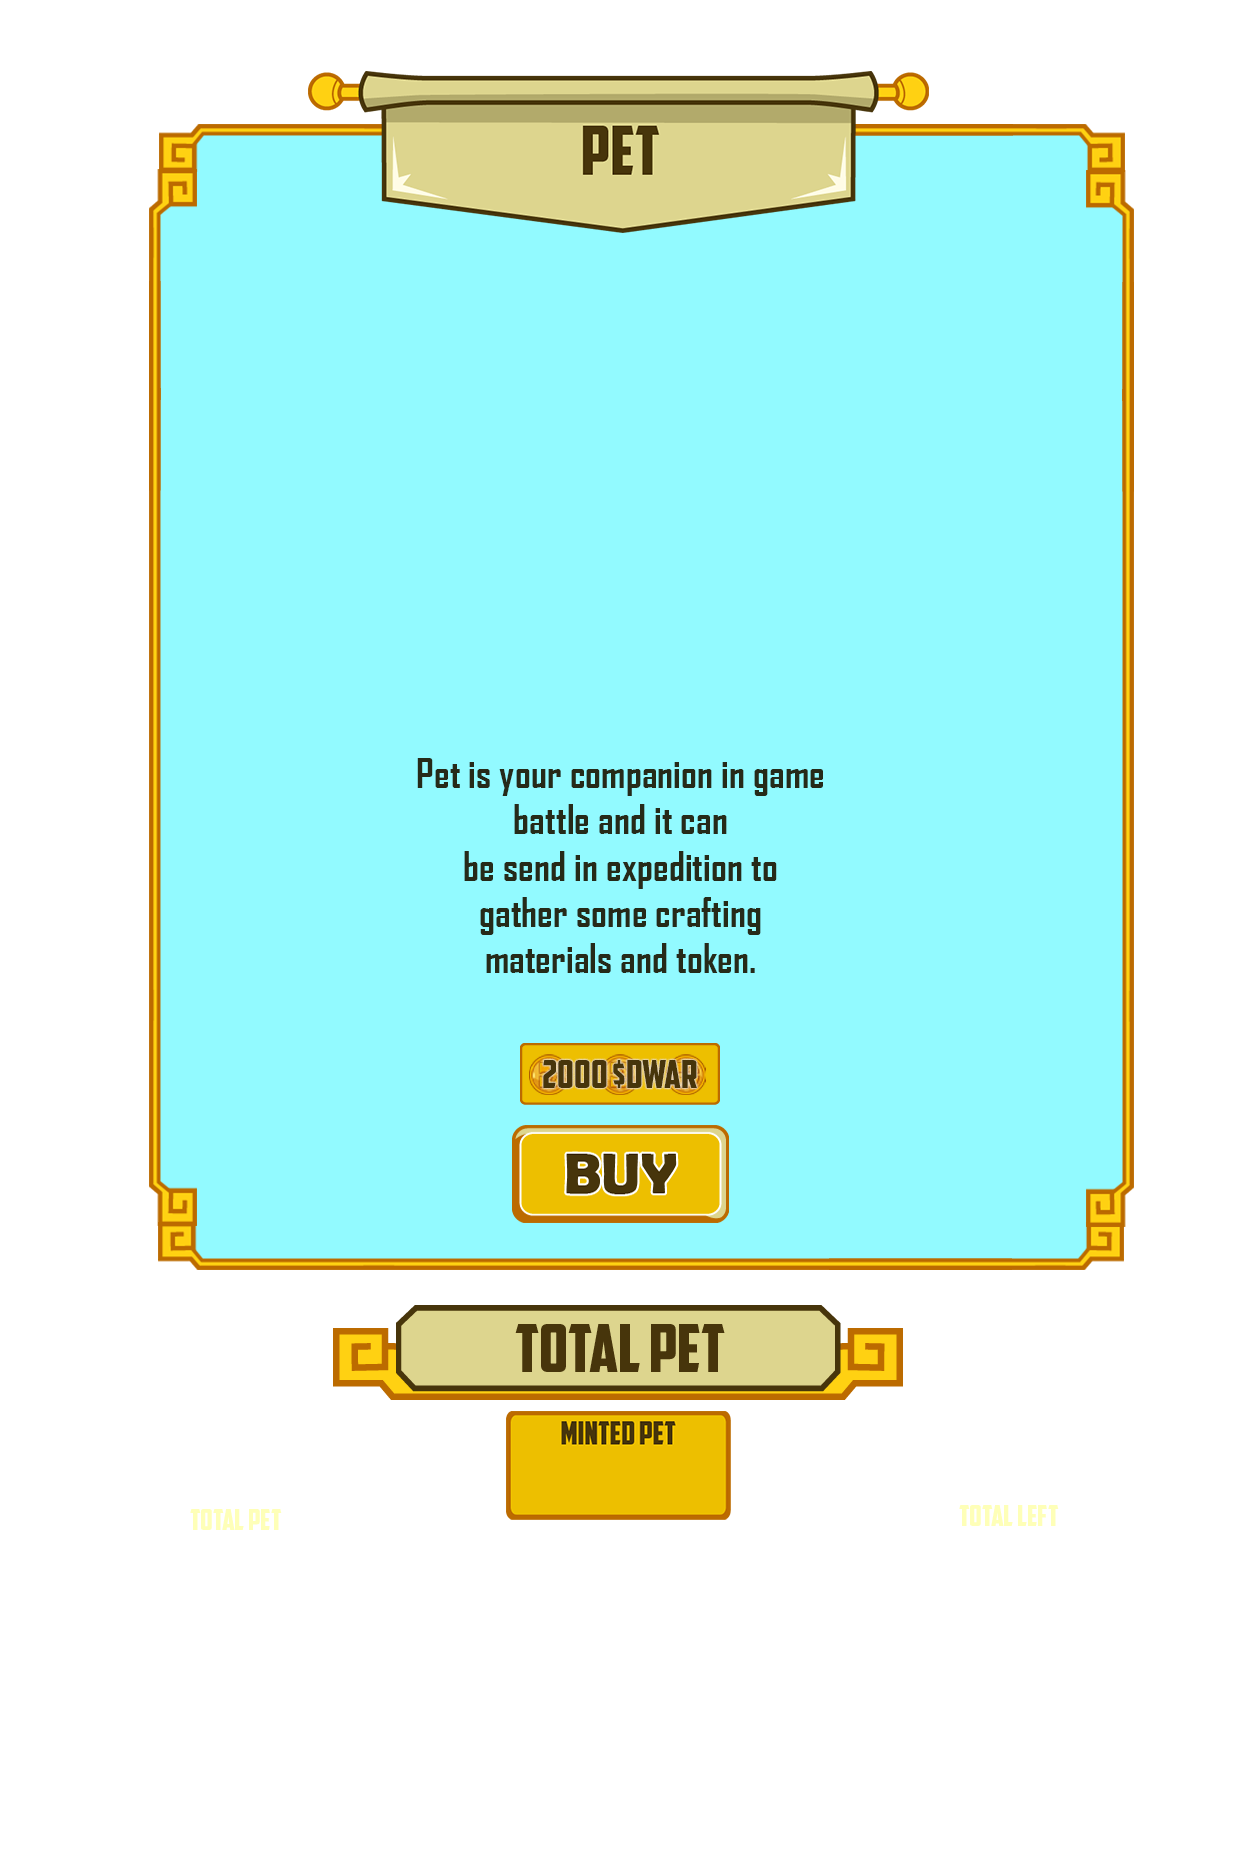 PET
Pet is your companion in game
battle and it can
be send in expedition to
gather some crafting
materials and token.
2000 $DWAR
BUY
TOTAL PET
MINTED PET
TOTAL PET
TOTAL LEFT